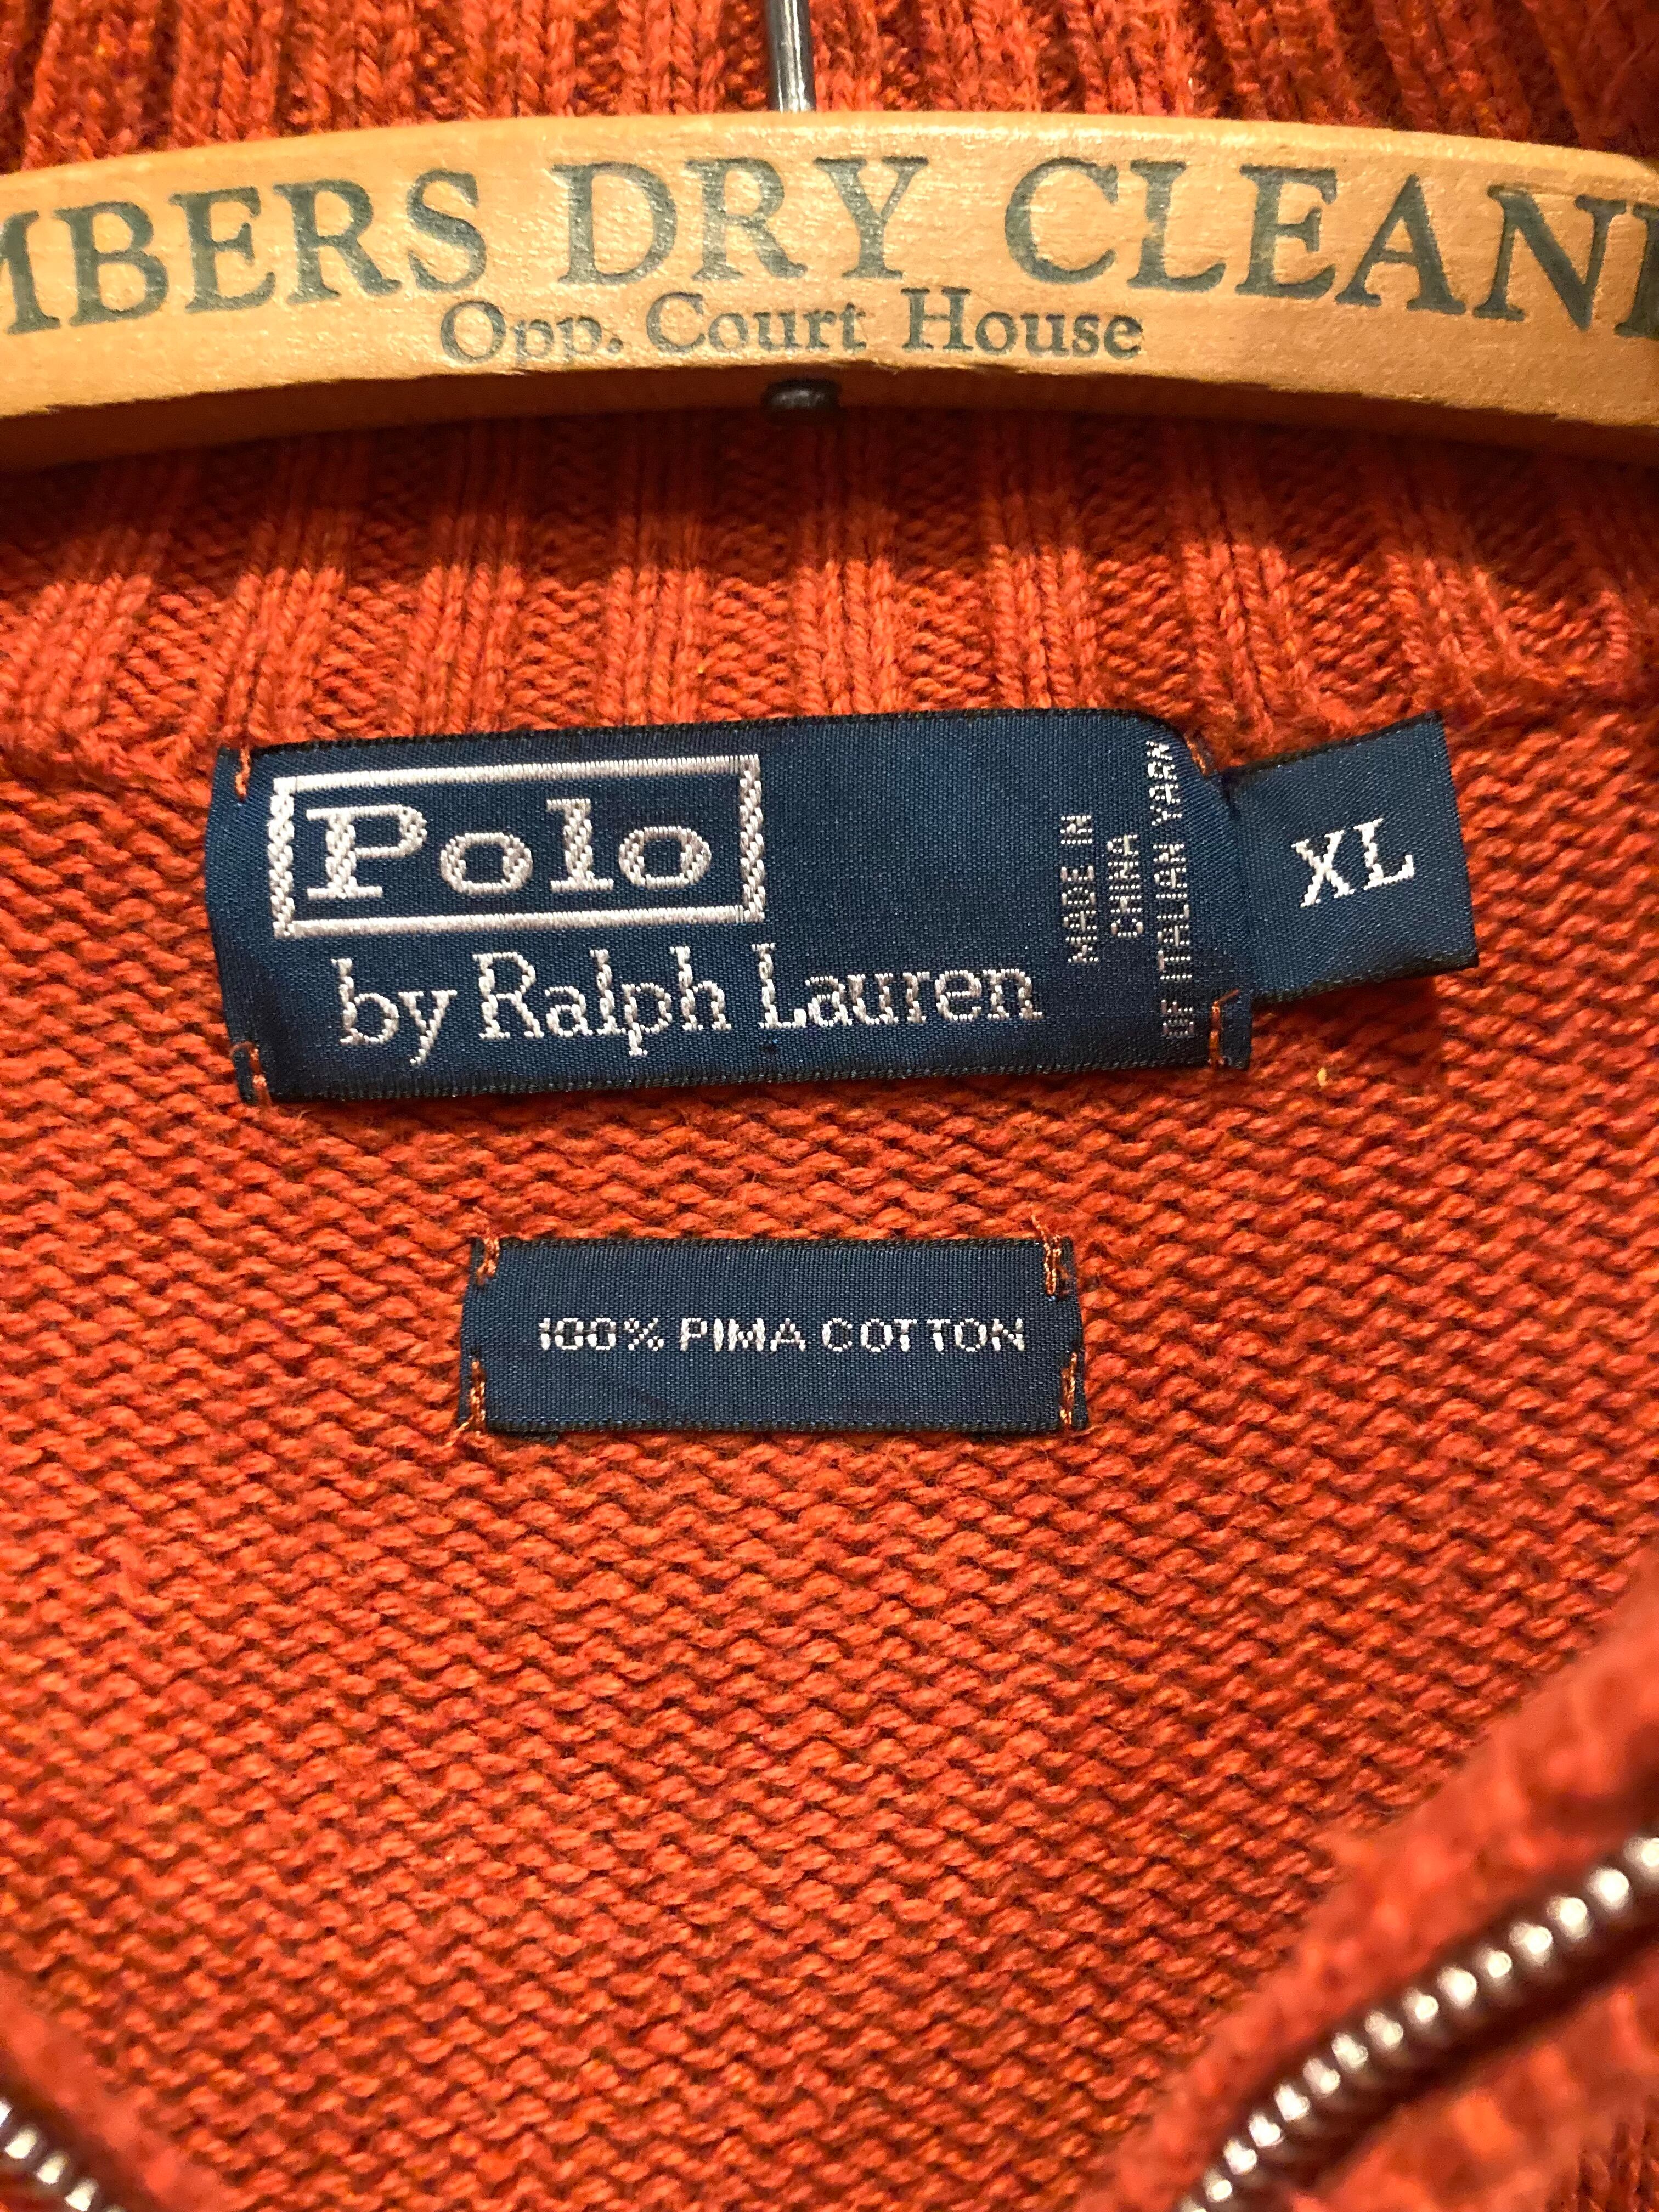 MBERS DRY CLEAN
Opp. Court House
Polo
by Ralph Lauren
MADE IN
CHINA
OF ITALIAN YARN
XL
100% PIMA COTTON